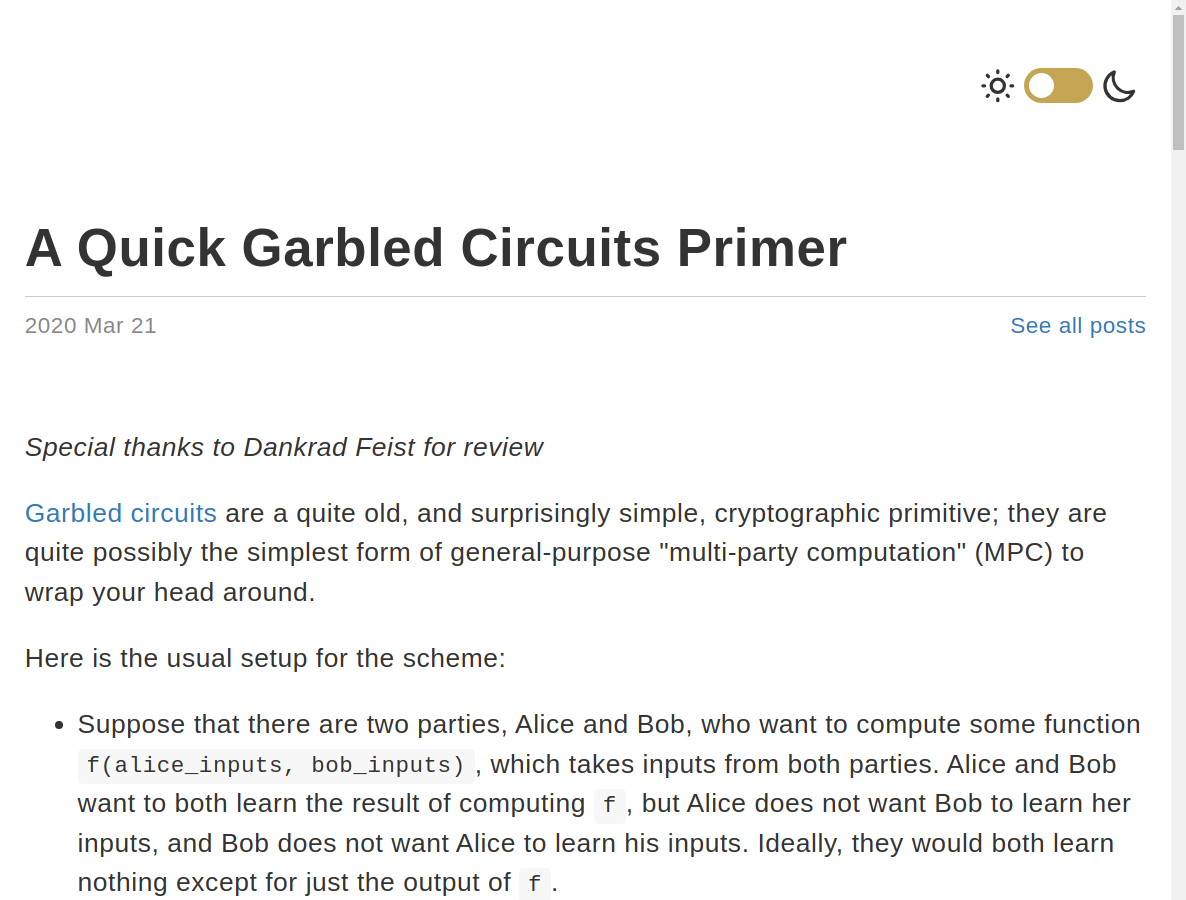 A Quick Garbled Circuits Primer
2020 Mar 21
See all posts
Special thanks to Dankrad Feist for review
Garbled circuits are a quite old, and surprisingly simple, cryptographic primitive; they are
quite possibly the simplest form of general-purpose "multi-party computation" (MPC) to
wrap your head around.
Here is the usual setup for the scheme:
• Suppose that there are two parties, Alice and Bob, who want to compute some function
f(alice_inputs, bob_inputs), which takes inputs from both parties. Alice and Bob
want to both learn the result of computing f, but Alice does not want Bob to learn her
inputs, and Bob does not want Alice to learn his inputs. Ideally, they would both learn
nothing except for just the output of f.